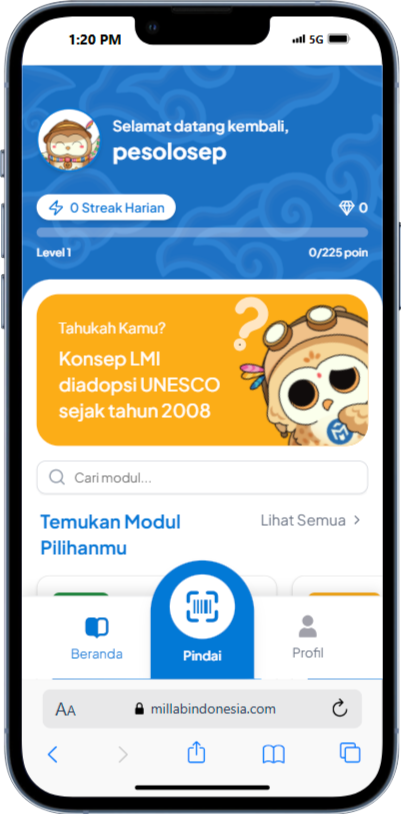 1:20 PM
5G
Selamat datang kembali,
pesolosep
0 Streak Harian
0
Level 1
0/225 poin
Tahukah Kamu?
Konsep LMI
diadopsi UNESCO
sejak tahun 2008
Cari modul...
Temukan Modul
Pilihanmu
Lihat Semua
Beranda
Pindai
Profil
AA
millabindonesia.com